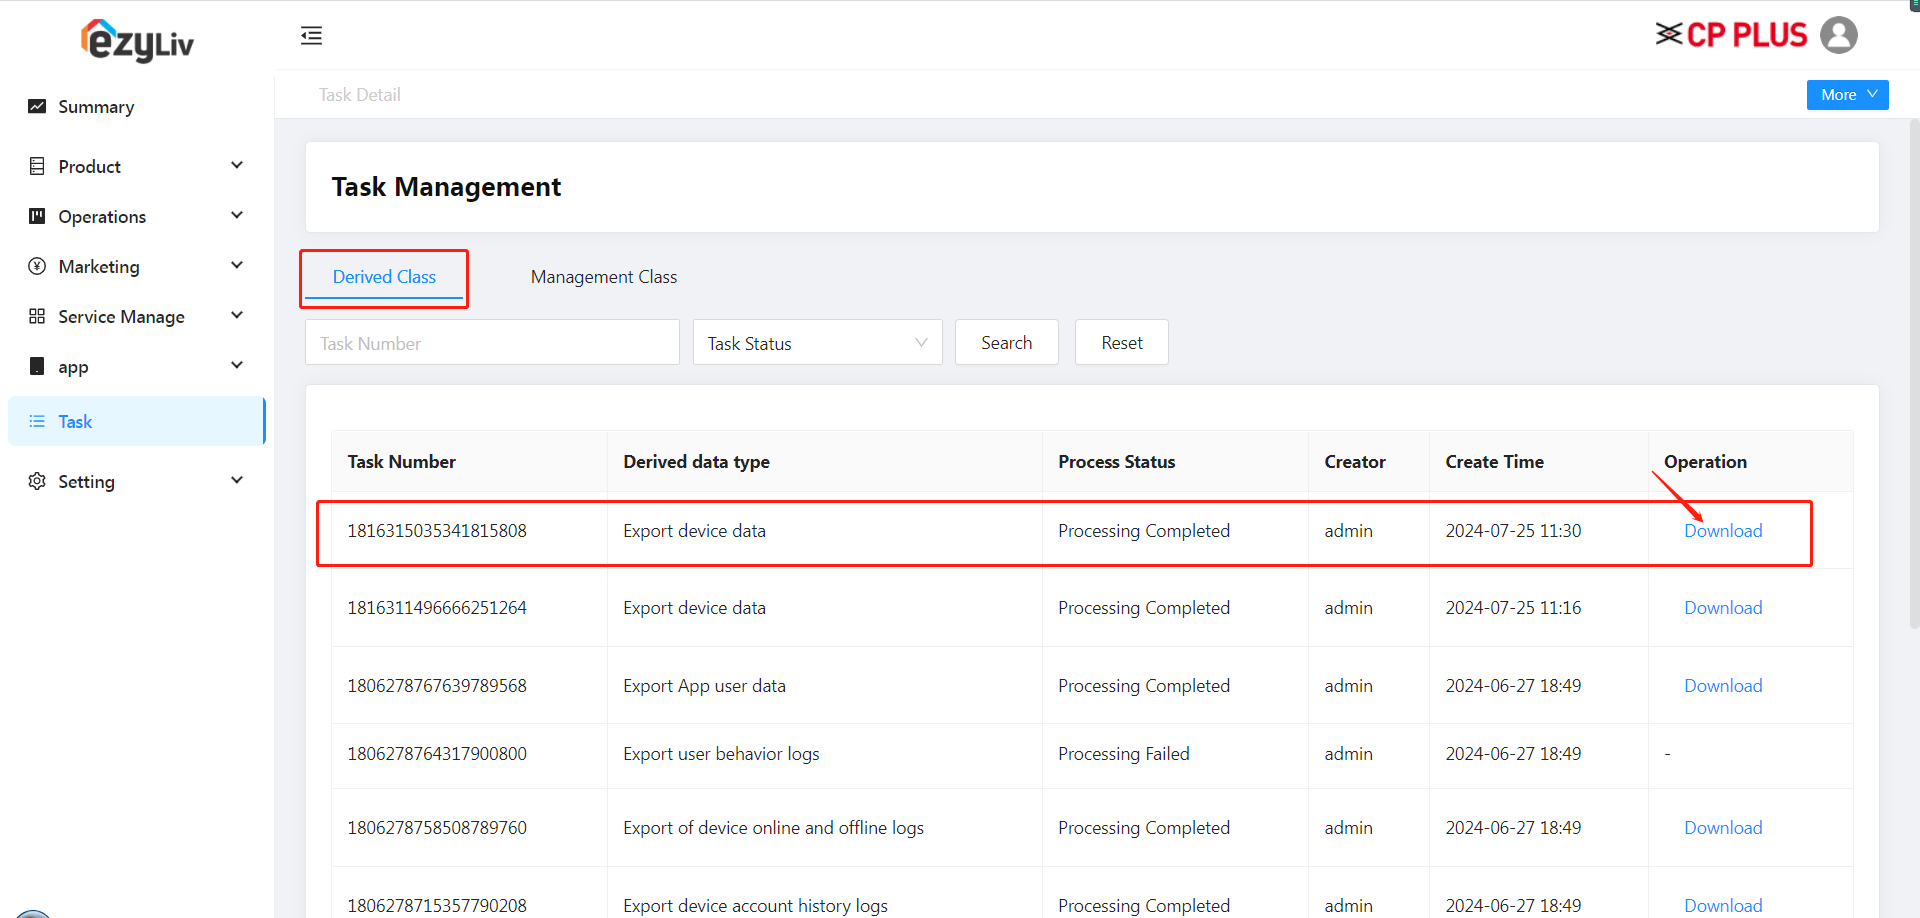 ezyLiv
CP PLUS
Summary
Product
Operations
Marketing
Service Manage
app
Task
Setting
Task Detail
More
Task Management
Derived Class Management Class
Task Number Task Status Search Reset
Task Number Derived data type Process Status Creator Create Time Operation
1816315035341815808 Export device data Processing Completed admin 2024-07-25 11:30 Download
1816311496666251264 Export device data Processing Completed admin 2024-07-25 11:16 Download
1806278767639789568 Export App user data Processing Completed admin 2024-06-27 18:49 Download
1806278764317900800 Export user behavior logs Processing Failed admin 2024-06-27 18:49 -
1806278758508789760 Export of device online and offline logs Processing Completed admin 2024-06-27 18:49 Download
1806278715357790208 Export device account history logs Processing Completed admin 2024-06-27 18:49 Download